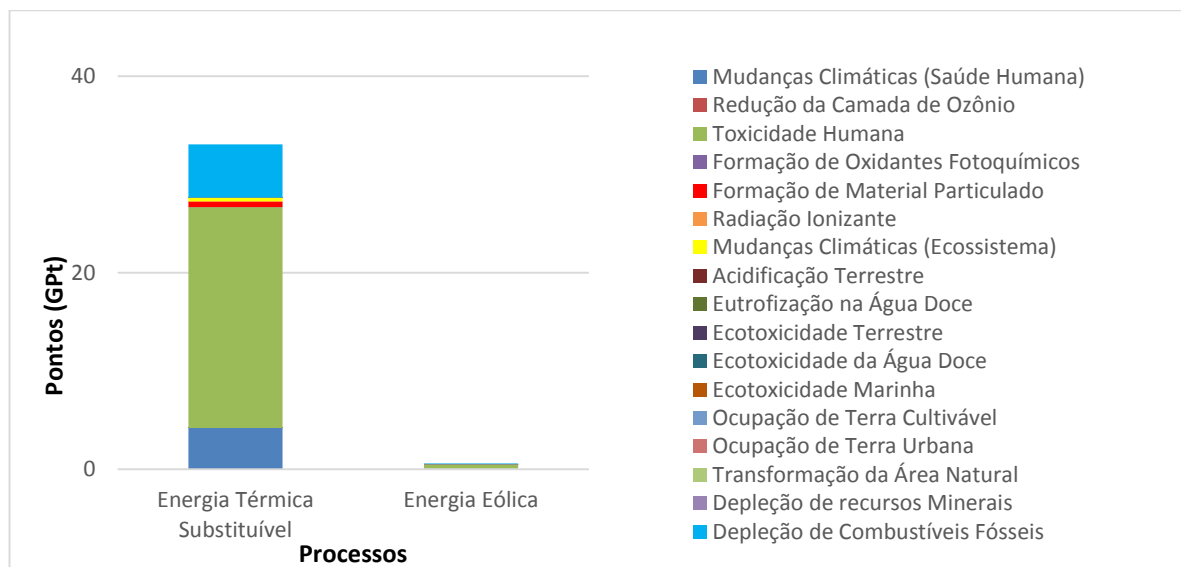 40
20
0
Pontos (GPt)
Energia Térmica
Substituível
Energia Eólica
Processos
Mudanças Climáticas (Saúde Humana)
Redução da Camada de Ozônio
Toxicidade Humana
Formação de Oxidantes Fotoquímicos
Formação de Material Particulado
Radiação Ionizante
Mudanças Climáticas (Ecossistema)
Acidificação Terrestre
Eutrofização na Água Doce
Ecotoxicidade Terrestre
Ecotoxicidade da Água Doce
Ecotoxicidade Marinha
Ocupação de Terra Cultivável
Ocupação de Terra Urbana
Transformação da Área Natural
Depleção de recursos Minerais
Depleção de Combustíveis Fósseis